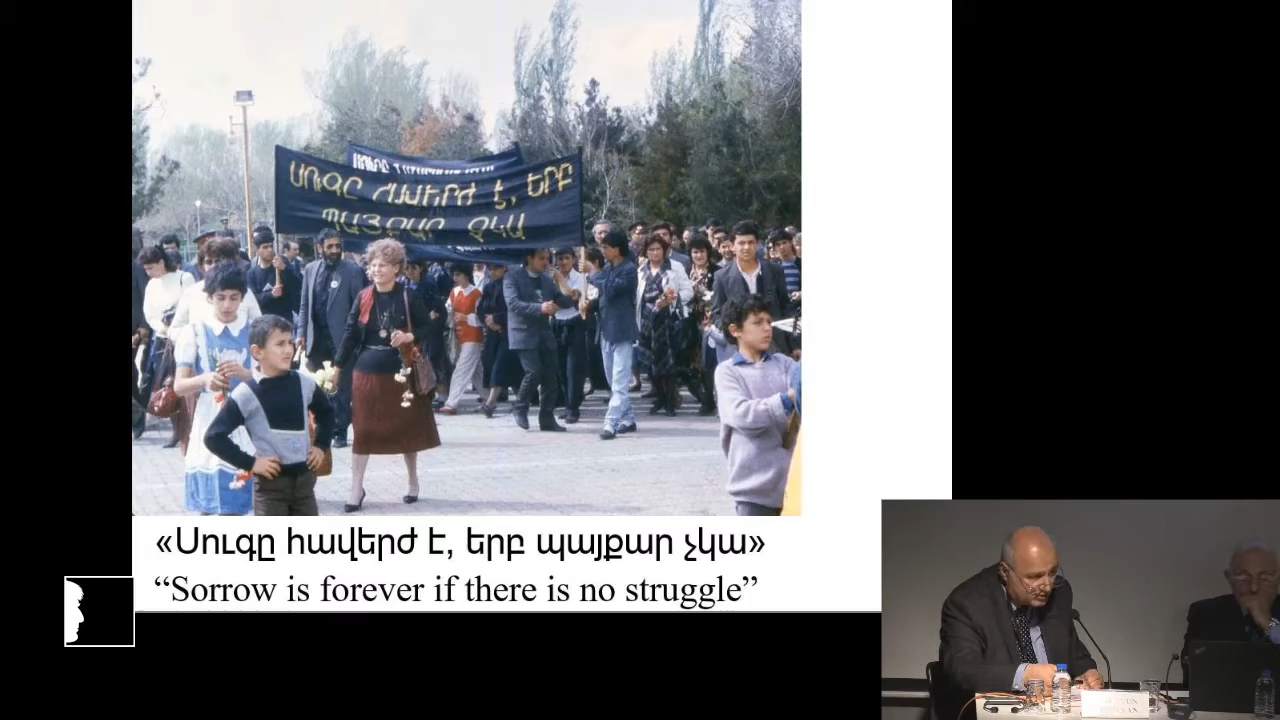 ՍՈՒԳԸ ՀԱՎԵՐԺ Է, ԵՐԲ
ՊԱՅՔԱՐ ՉԿԱ
«Սուգը հավերժ է, երբ պայքար չկա»
“Sorrow is forever if there is no struggle”